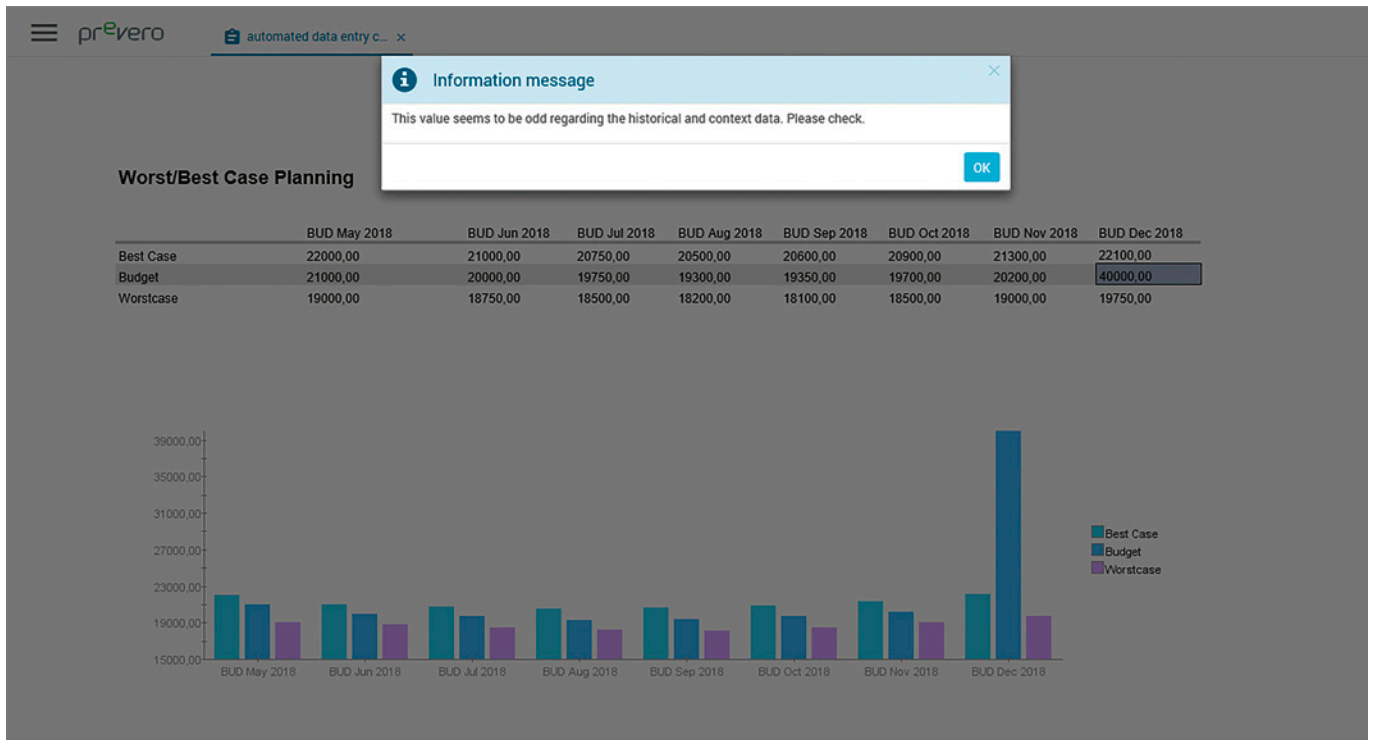 prevero
automated data entry c... ×
Information message
This value seems to be odd regarding the historical and context data. Please check.
OK
Worst/Best Case Planning
BUD May 2018 BUD Jun 2018 BUD Jul 2018 BUD Aug 2018 BUD Sep 2018 BUD Oct 2018 BUD Nov 2018 BUD Dec 2018
Best Case 22000,00 21000,00 20750,00 20500,00 20600,00 20900,00 21300,00 22100,00
Budget 21000,00 20000,00 19750,00 19300,00 19350,00 19700,00 20200,00 40000,00
Worstcase 19000,00 18750,00 18500,00 18200,00 18100,00 18500,00 19000,00 19750,00
39000,00
35000,00
31000,00
27000,00
23000,00
19000,00
15000,00
BUD May 2018 BUD Jun 2018 BUD Jul 2018 BUD Aug 2018 BUD Sep 2018 BUD Oct 2018 BUD Nov 2018 BUD Dec 2018
Best Case
Budget
Worstcase